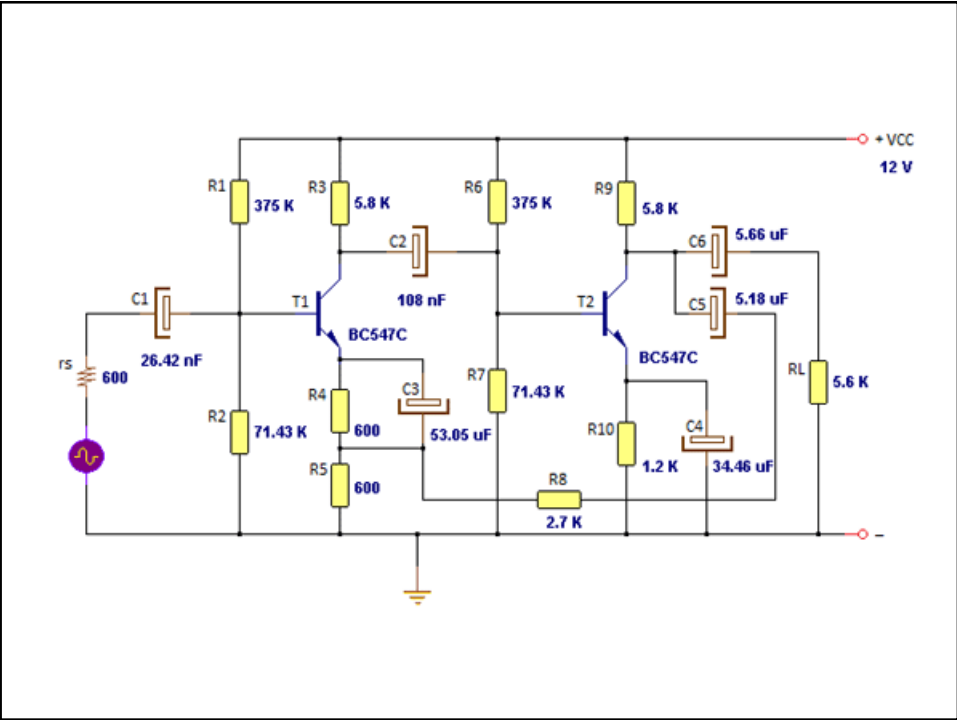 + VCC
12 V
R1
375 K
R3
5.8 K
R6
375 K
R9
5.8 K
C2
108 nF
C6
5.66 uF
C5
5.18 uF
C1
26.42 nF
T1
BC547C
T2
BC547C
rs
600
R2
71.43 K
R4
600
C3
53.05 uF
R7
71.43 K
R10
1.2 K
C4
34.46 uF
RL
5.6 K
R5
600
R8
2.7 K
–